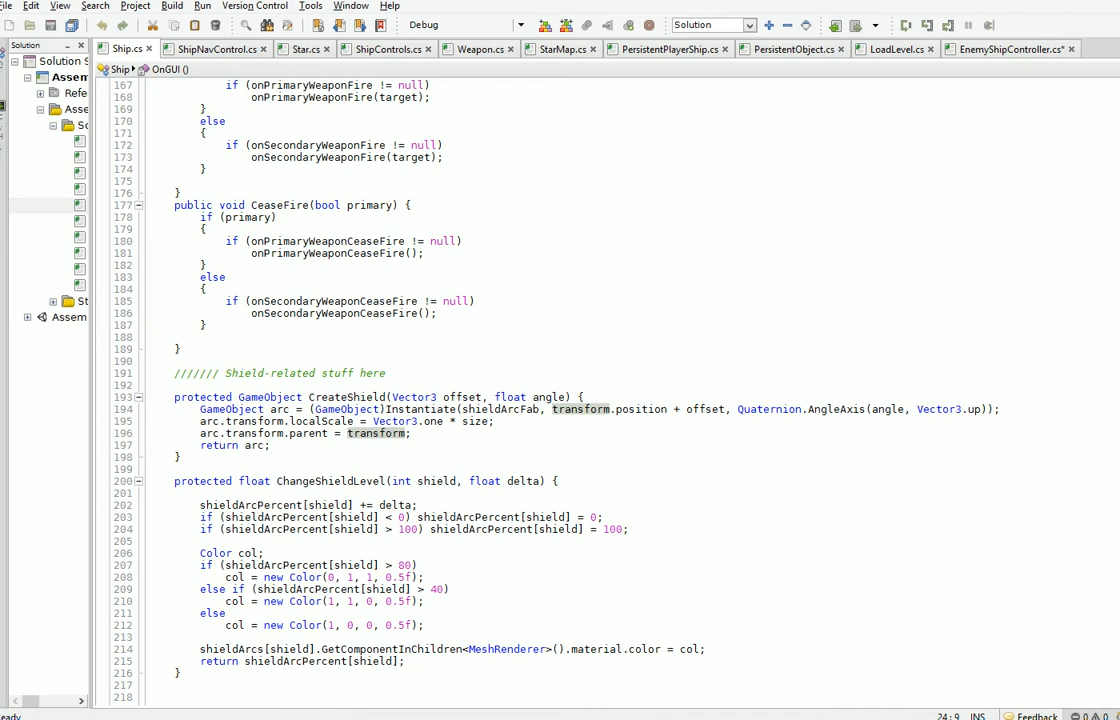 File Edit View Search Project Build Run Version Control Tools Window Help
Debug Solution
Solution
Ship.cs × ShipNavControl.cs × Star.cs × ShipControls.cs × Weapon.cs × StarMap.cs × PersistentPlayerShip.cs × PersistentObject.cs × LoadLevel.cs × EnemyShipController.cs* ×
Ship OnGUI ()
Solution S
Assem
Refe
Asse
Sc
St
Assem
167 if (onPrimaryWeaponFire != null)
168 onPrimaryWeaponFire(target);
169 }
170 else
171 {
172 if (onSecondaryWeaponFire != null)
173 onSecondaryWeaponFire(target);
174 }
175
176 }
177 public void CeaseFire(bool primary) {
178 if (primary)
179 {
180 if (onPrimaryWeaponCeaseFire != null)
181 onPrimaryWeaponCeaseFire();
182 }
183 else
184 {
185 if (onSecondaryWeaponCeaseFire != null)
186 onSecondaryWeaponCeaseFire();
187 }
188
189 }
190
191 /////// Shield-related stuff here
192
193 protected GameObject CreateShield(Vector3 offset, float angle) {
194 GameObject arc = (GameObject)Instantiate(shieldArcFab, transform.position + offset, Quaternion.AngleAxis(angle, Vector3.up));
195 arc.transform.localScale = Vector3.one * size;
196 arc.transform.parent = transform;
197 return arc;
198 }
199
200 protected float ChangeShieldLevel(int shield, float delta) {
201
202 shieldArcPercent[shield] += delta;
203 if (shieldArcPercent[shield] < 0) shieldArcPercent[shield] = 0;
204 if (shieldArcPercent[shield] > 100) shieldArcPercent[shield] = 100;
205
206 Color col;
207 if (shieldArcPercent[shield] > 80)
208 col = new Color(0, 1, 1, 0.5f);
209 else if (shieldArcPercent[shield] > 40)
210 col = new Color(1, 1, 0, 0.5f);
211 else
212 col = new Color(1, 0, 0, 0.5f);
213
214 shieldArcs[shield].GetComponentInChildren<MeshRenderer>().material.color = col;
215 return shieldArcPercent[shield];
216 }
217
218
eady 24 : 9 INS Feedback 0 0